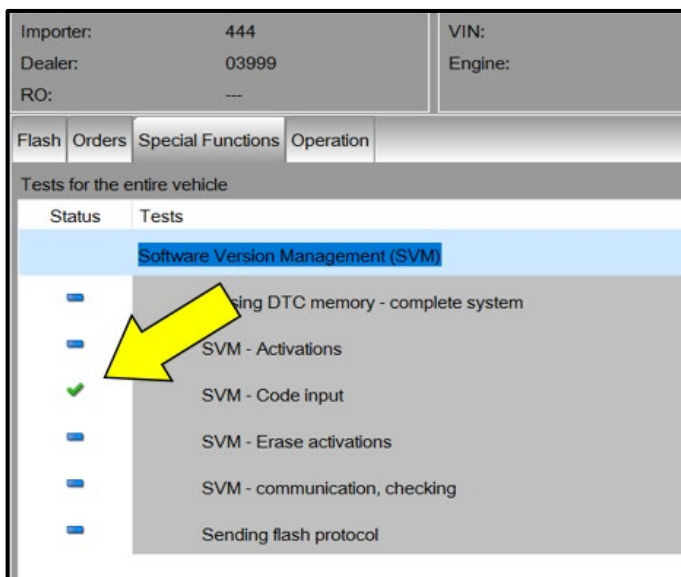 Importer: 444 VIN:
Dealer: 03999 Engine:
RO: ---
Flash Orders Special Functions Operation
Tests for the entire vehicle
Status Tests
Software Version Management (SVM)
DTC memory - complete system
SVM - Activations
SVM - Code input
SVM - Erase activations
SVM - communication, checking
Sending flash protocol